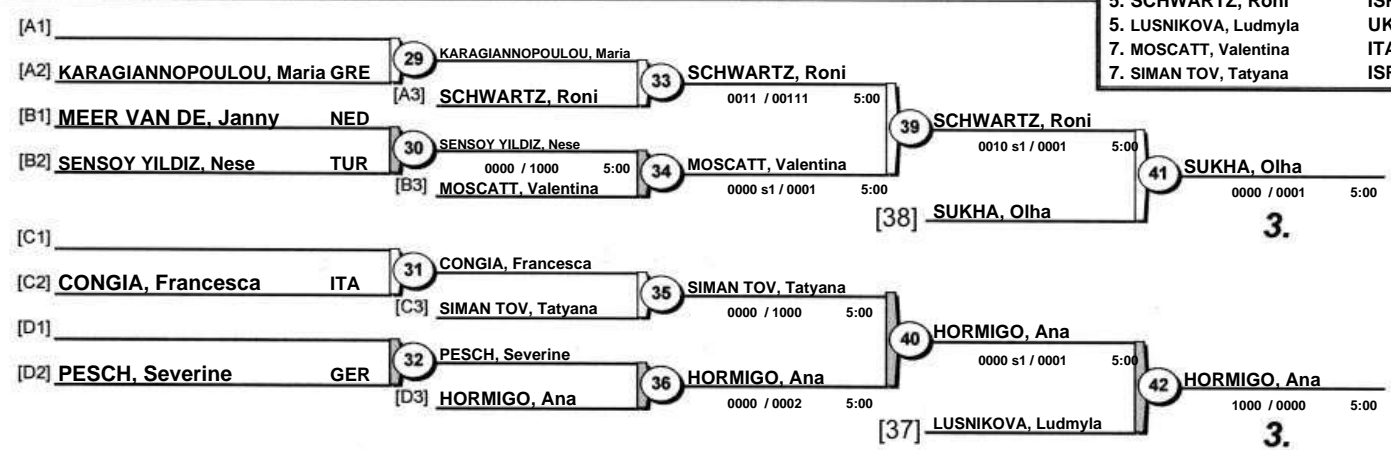 5. SCHWARTZ, Roni
5. LUSNIKOVA, Ludmyla
7. MOSCATT, Valentina
7. SIMAN TOV, Tatyana
[A1]
[A2] KARAGIANNOPOULOU, Maria GRE
29
KARAGIANNOPOULOU, Maria
[A3] SCHWARTZ, Roni
33
SCHWARTZ, Roni
0011 / 00111 5:00
[B1] MEER VAN DE, Janny NED
[B2] SENSOY YILDIZ, Nese TUR
30
SENSOY YILDIZ, Nese
0000 / 1000 5:00
[B3] MOSCATT, Valentina
34
MOSCATT, Valentina
0000 s1 / 0001 5:00
39
SCHWARTZ, Roni
0010 s1 / 0001 5:00
[38] SUKHA, Olha
41
SUKHA, Olha
0000 / 0001 5:00
3.
[C1]
[C2] CONGIA, Francesca ITA
31
CONGIA, Francesca
[C3] SIMAN TOV, Tatyana
35
SIMAN TOV, Tatyana
0000 / 1000 5:00
[D1]
[D2] PESCH, Severine GER
32
PESCH, Severine
[D3] HORMIGO, Ana
36
HORMIGO, Ana
0000 / 0002 5:00
40
HORMIGO, Ana
0000 s1 / 0001 5:00
[37] LUSNIKOVA, Ludmyla
42
HORMIGO, Ana
1000 / 0000 5:00
3.